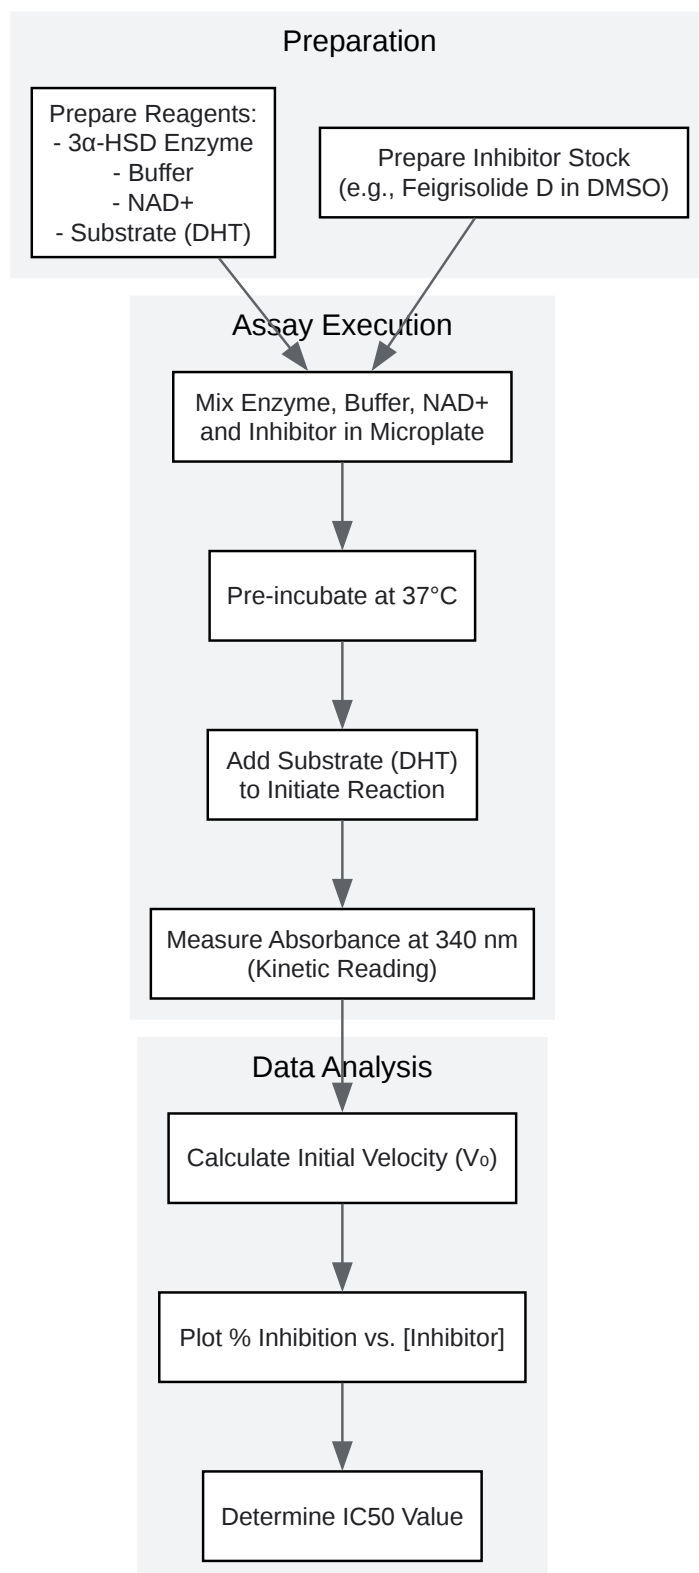 Preparation
Prepare Reagents:
- 3α-HSD Enzyme
- Buffer
- NAD+
- Substrate (DHT)
Prepare Inhibitor Stock
(e.g., Feigrisolide D in DMSO)
Assay Execution
Mix Enzyme, Buffer, NAD+
and Inhibitor in Microplate
Pre-incubate at 37°C
Add Substrate (DHT)
to Initiate Reaction
Measure Absorbance at 340 nm
(Kinetic Reading)
Data Analysis
Calculate Initial Velocity (V₀)
Plot % Inhibition vs. [Inhibitor]
Determine IC50 Value